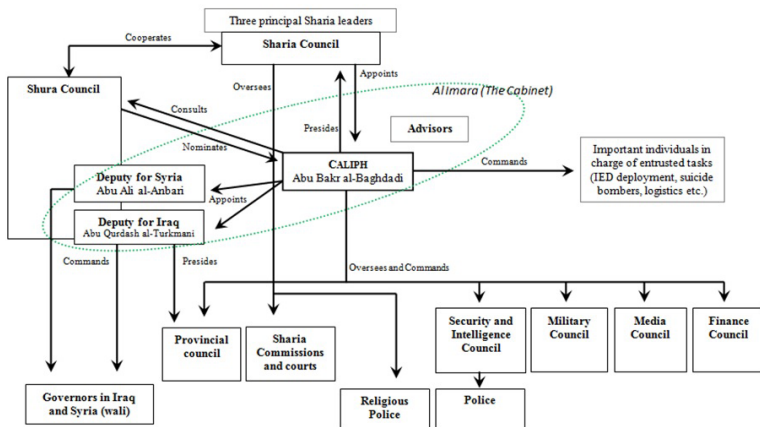 Three principal Sharia leaders
Cooperates
Sharia Council
Oversees
Appoints
Al Imara (The Cabinet)
Shura Council
Consults
Nominates
Presides
Advisors
CALIPH
Abu Bakr al-Baghdadi
Commands
Important individuals in
charge of entrusted tasks
(IED deployment, suicide
bombers, logistics etc.)
Deputy for Syria
Abu Ali al-Anbari
Appoints
Deputy for Iraq
Abu Qurdash al-Turkmani
Commands
Presides
Oversees and Commands
Provincial
council
Sharia
Commissions
and courts
Security and
Intelligence
Council
Military
Council
Media
Council
Finance
Council
Governors in Iraq
and Syria (wali)
Religious
Police
Police